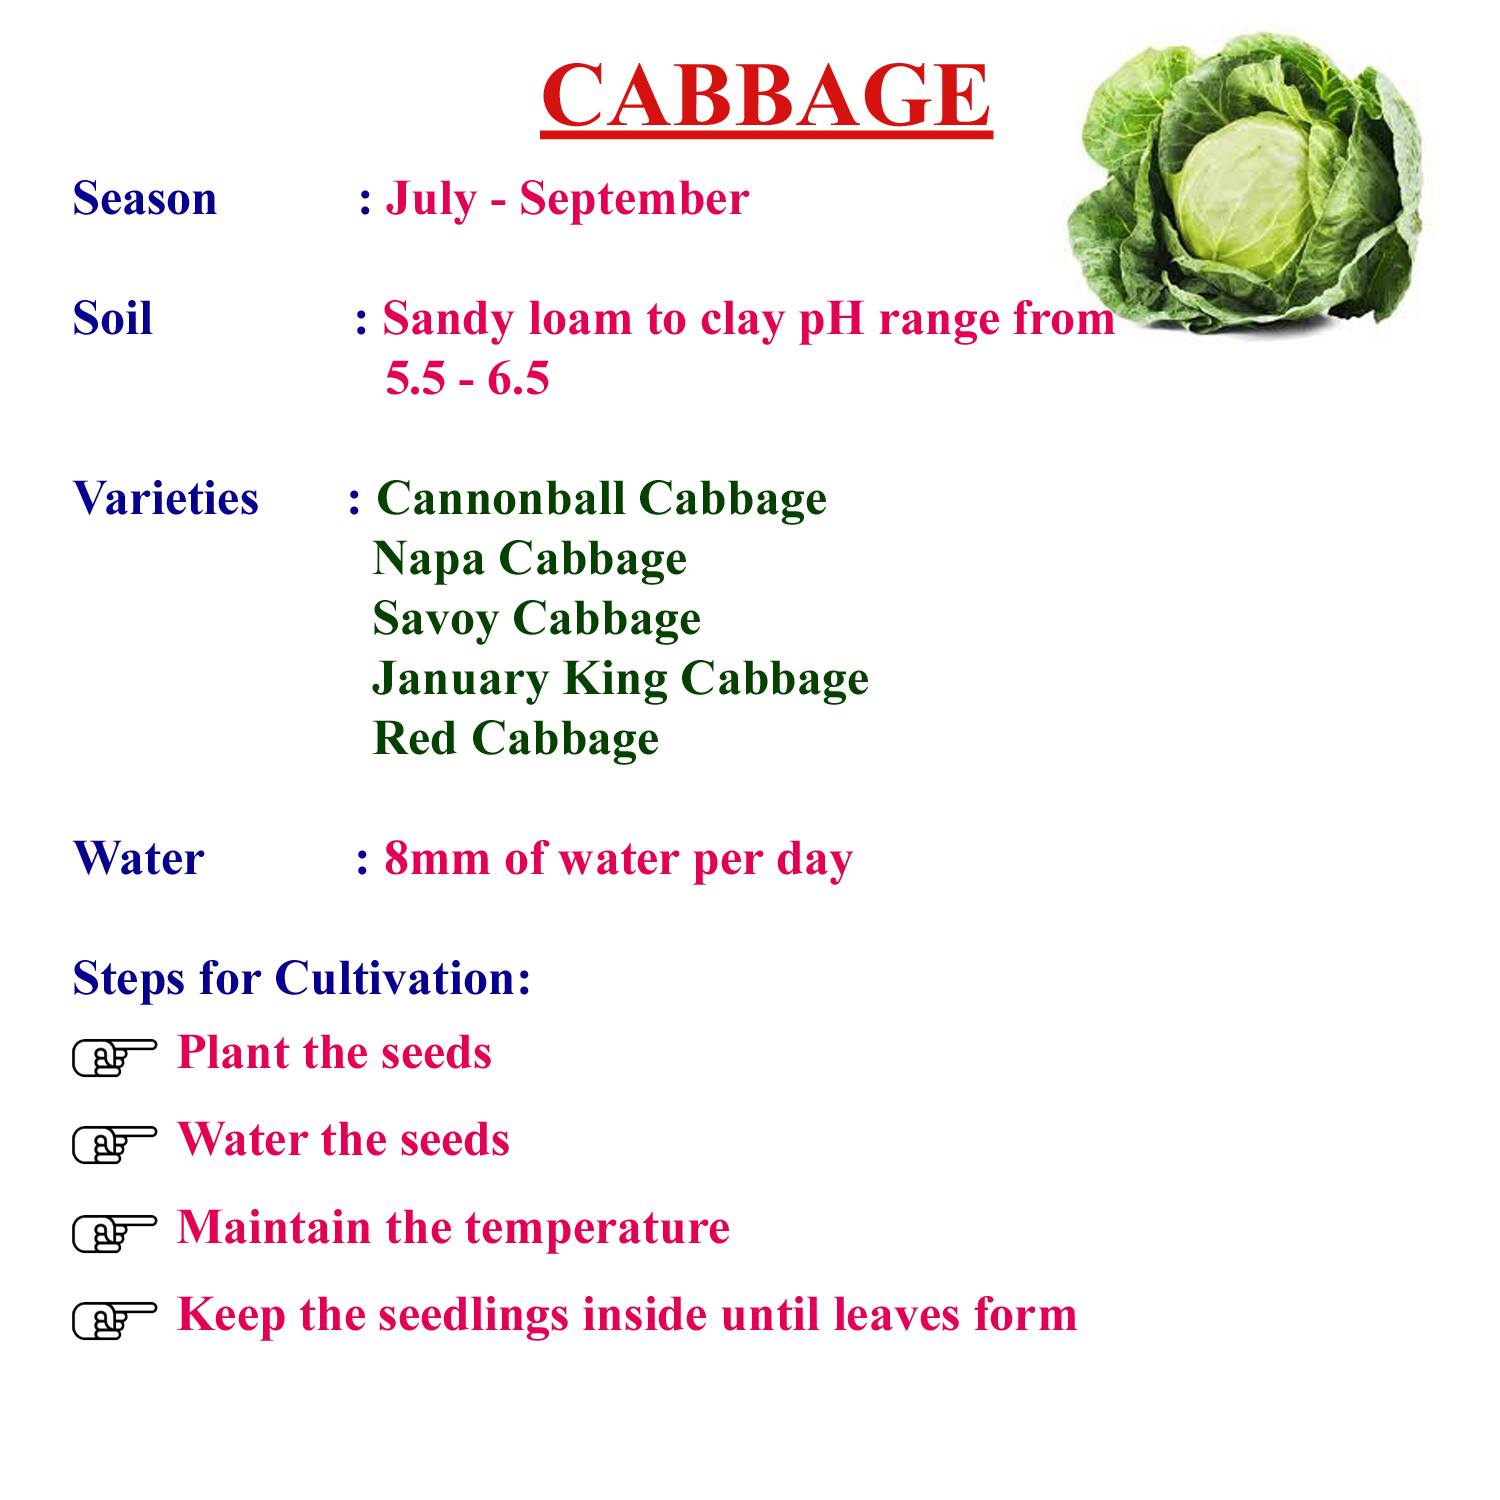 CABBAGE
Season : July - September
Soil : Sandy loam to clay pH range from
5.5 - 6.5
Varieties : Cannonball Cabbage
Napa Cabbage
Savoy Cabbage
January King Cabbage
Red Cabbage
Water : 8mm of water per day
Steps for Cultivation:
Plant the seeds
Water the seeds
Maintain the temperature
Keep the seedlings inside until leaves form